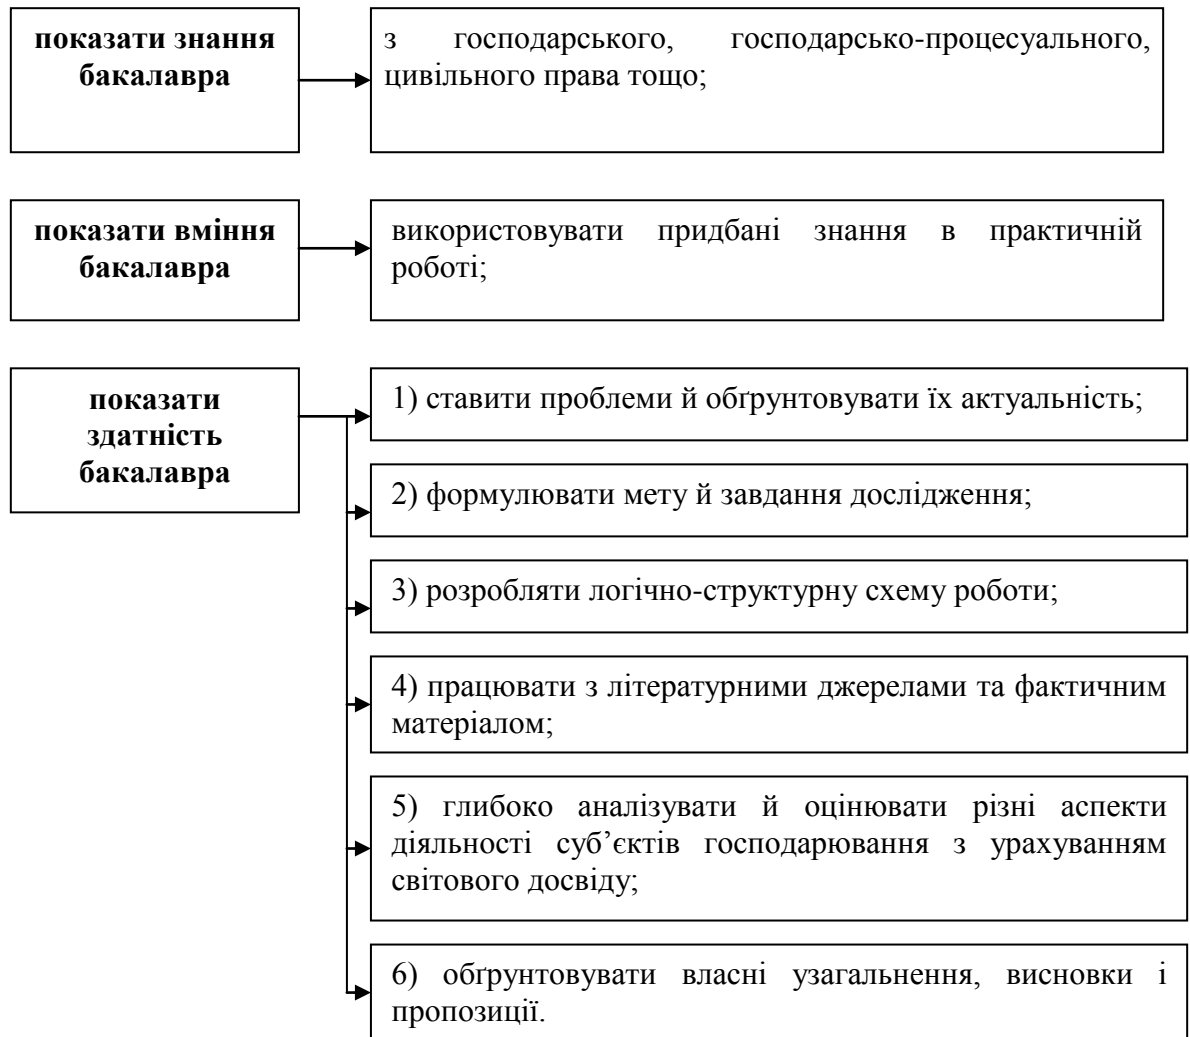 показати знання
бакалавра
з господарського, господарсько-процесуального,
цивільного права тощо;
показати вміння
бакалавра
використовувати придбані знання в практичній
роботі;
показати
здатність
бакалавра
1) ставити проблеми й обґрунтовувати їх актуальність;
2) формулювати мету й завдання дослідження;
3) розробляти логічно-структурну схему роботи;
4) працювати з літературними джерелами та фактичним
матеріалом;
5) глибоко аналізувати й оцінювати різні аспекти
діяльності суб’єктів господарювання з урахуванням
світового досвіду;
6) обґрунтовувати власні узагальнення, висновки і
пропозиції.